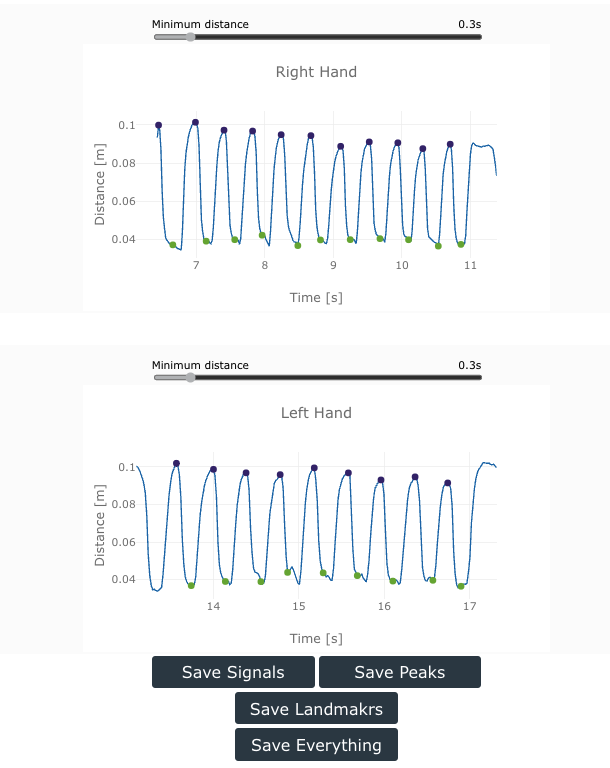 Minimum distance 0.3s
Right Hand
0.1
0.08
0.06
0.04
Distance [m]
7 8 9 10 11
Time [s]
Minimum distance 0.3s
Left Hand
0.1
0.08
0.06
0.04
Distance [m]
14 15 16 17
Time [s]
Save Signals Save Peaks
Save Landmakrs
Save Everything